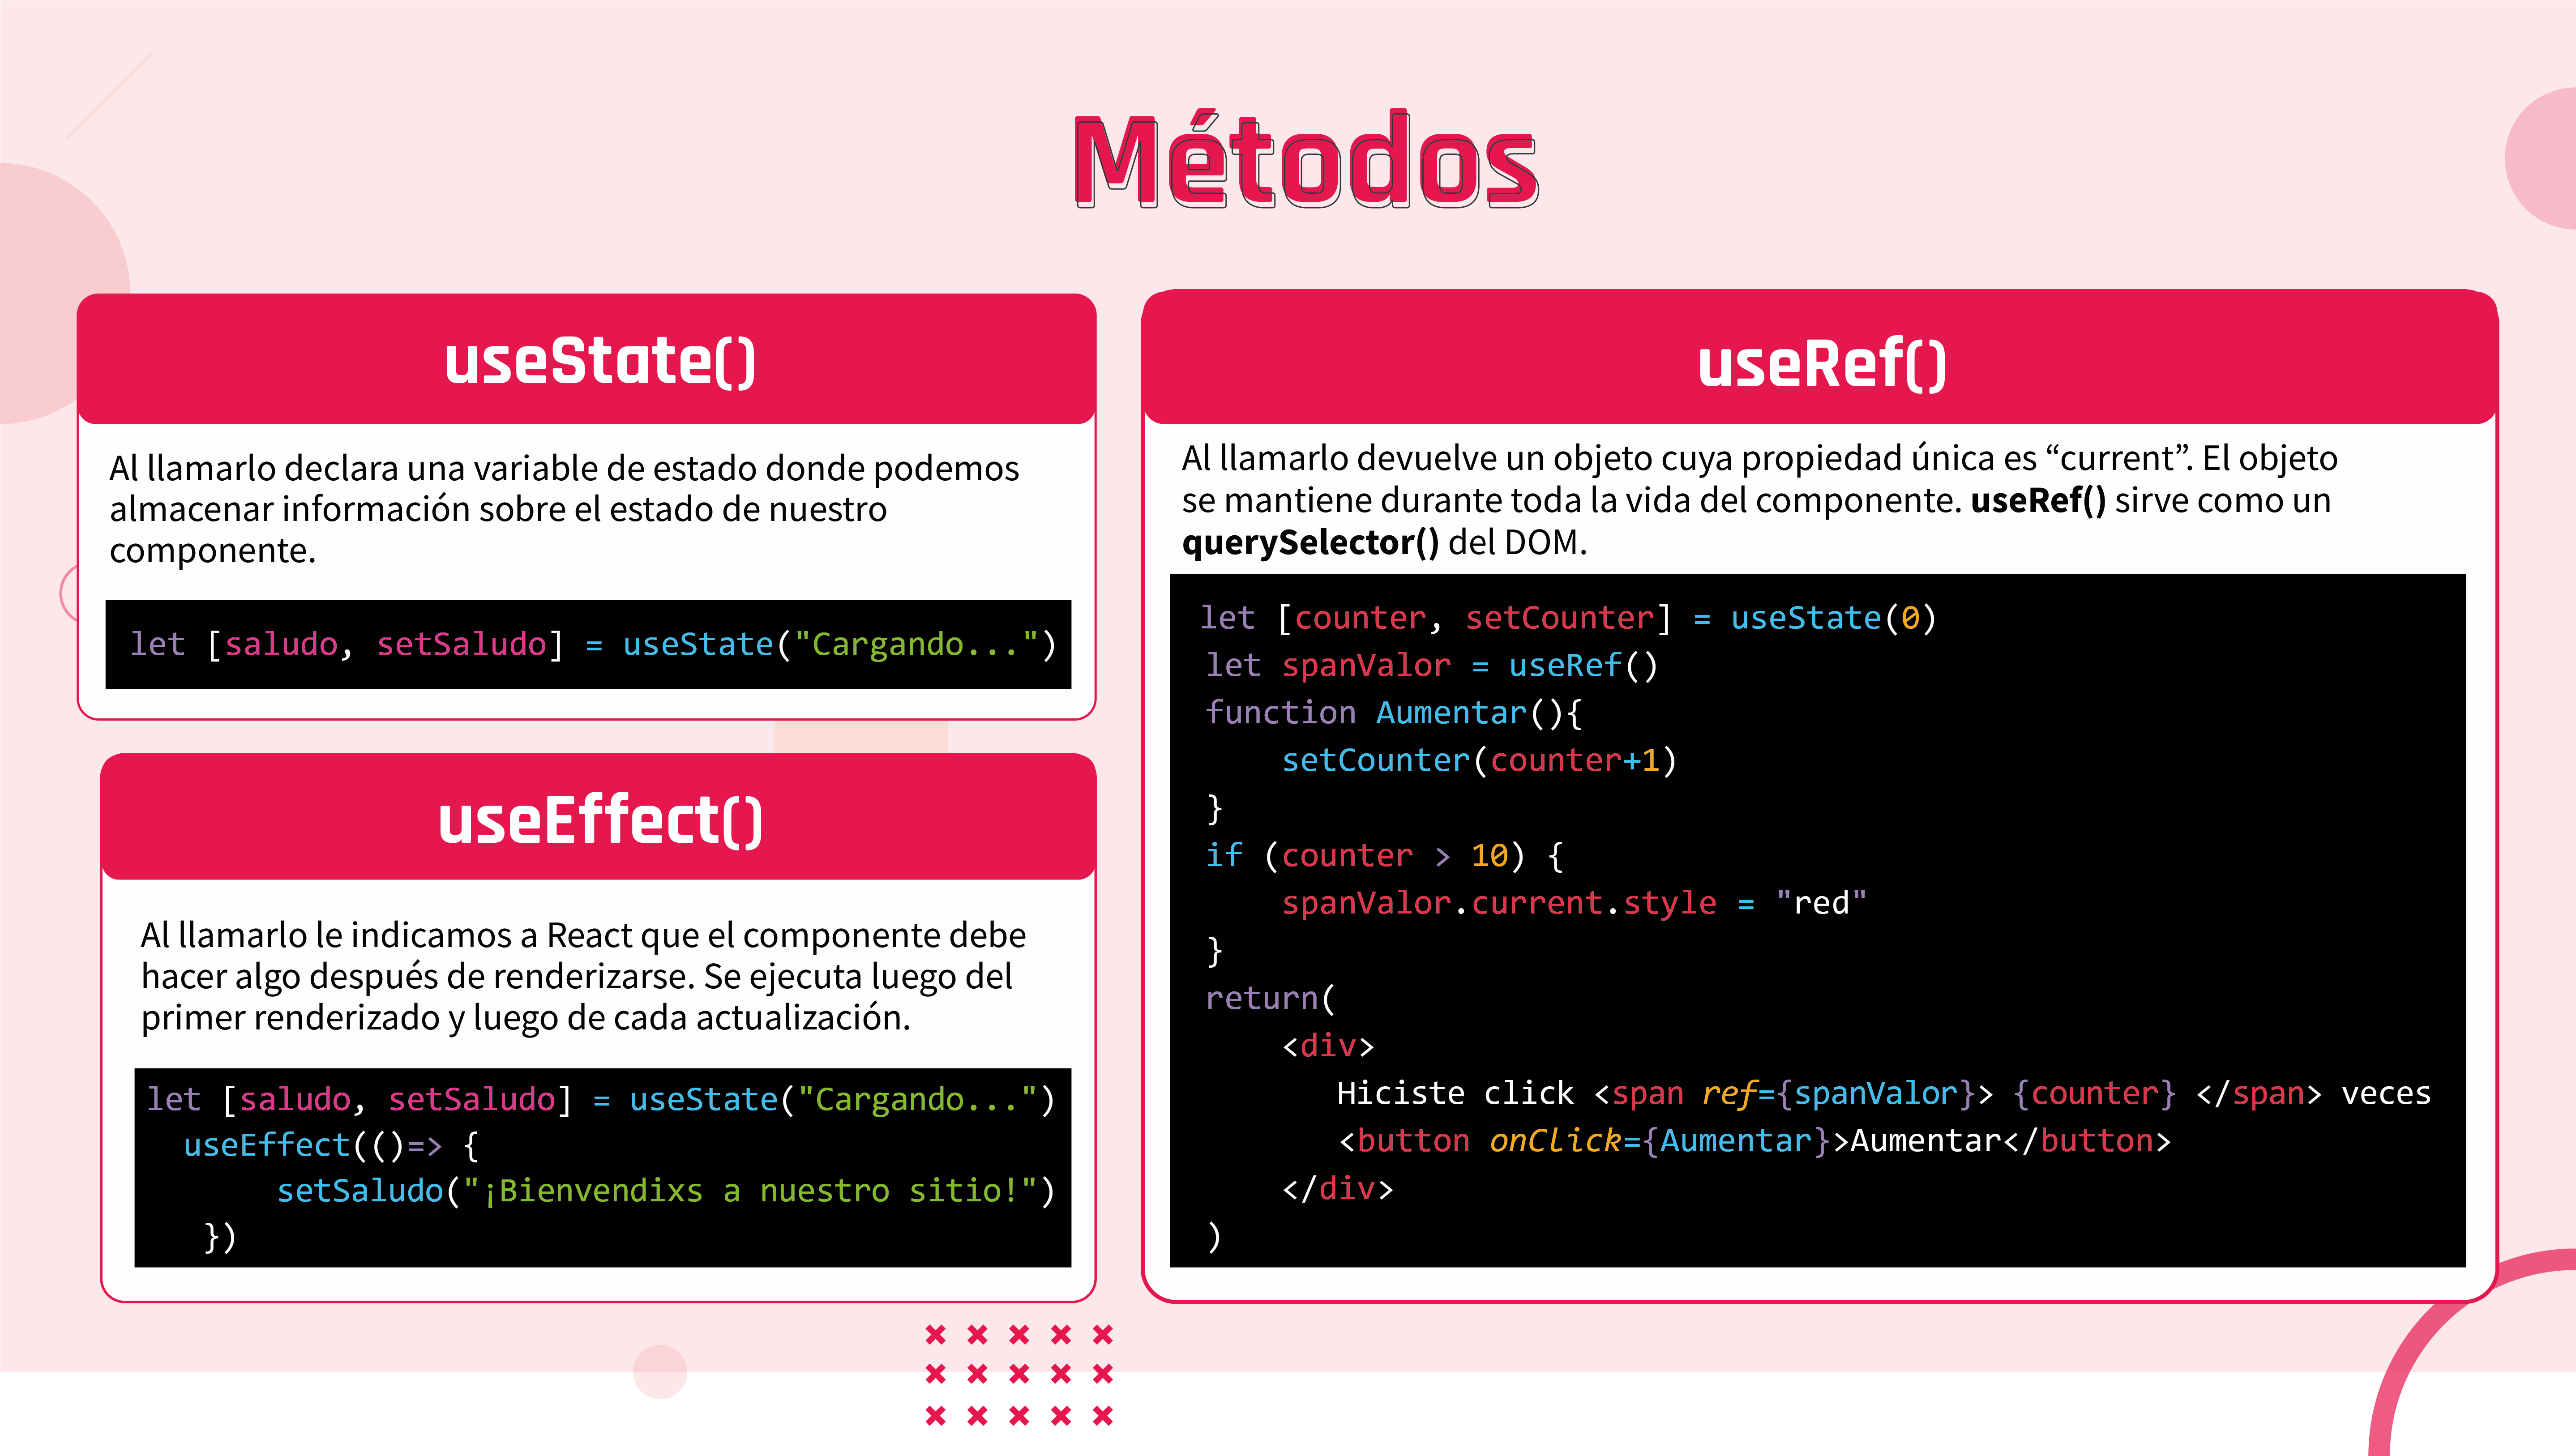 Métodos
useState()
Al llamarlo declara una variable de estado donde podemos
almacenar información sobre el estado de nuestro
componente.
let [saludo, setSaludo] = useState("Cargando...")
useEffect()
Al llamarlo le indicamos a React que el componente debe
hacer algo después de renderizarse. Se ejecuta luego del
primer renderizado y luego de cada actualización.
let [saludo, setSaludo] = useState("Cargando...")
useEffect(()=> {
setSaludo("¡Bienvendixs a nuestro sitio!")
})
useRef()
Al llamarlo devuelve un objeto cuya propiedad única es “current”. El objeto
se mantiene durante toda la vida del componente. useRef() sirve como un
querySelector() del DOM.
let [counter, setCounter] = useState(0)
let spanValor = useRef()
function Aumentar(){
setCounter(counter+1)
}
if (counter > 10) {
spanValor.current.style = "red"
}
return(
<div>
Hiciste click <span ref={spanValor}> {counter} </span> veces
<button onClick={Aumentar}>Aumentar</button>
</div>
)